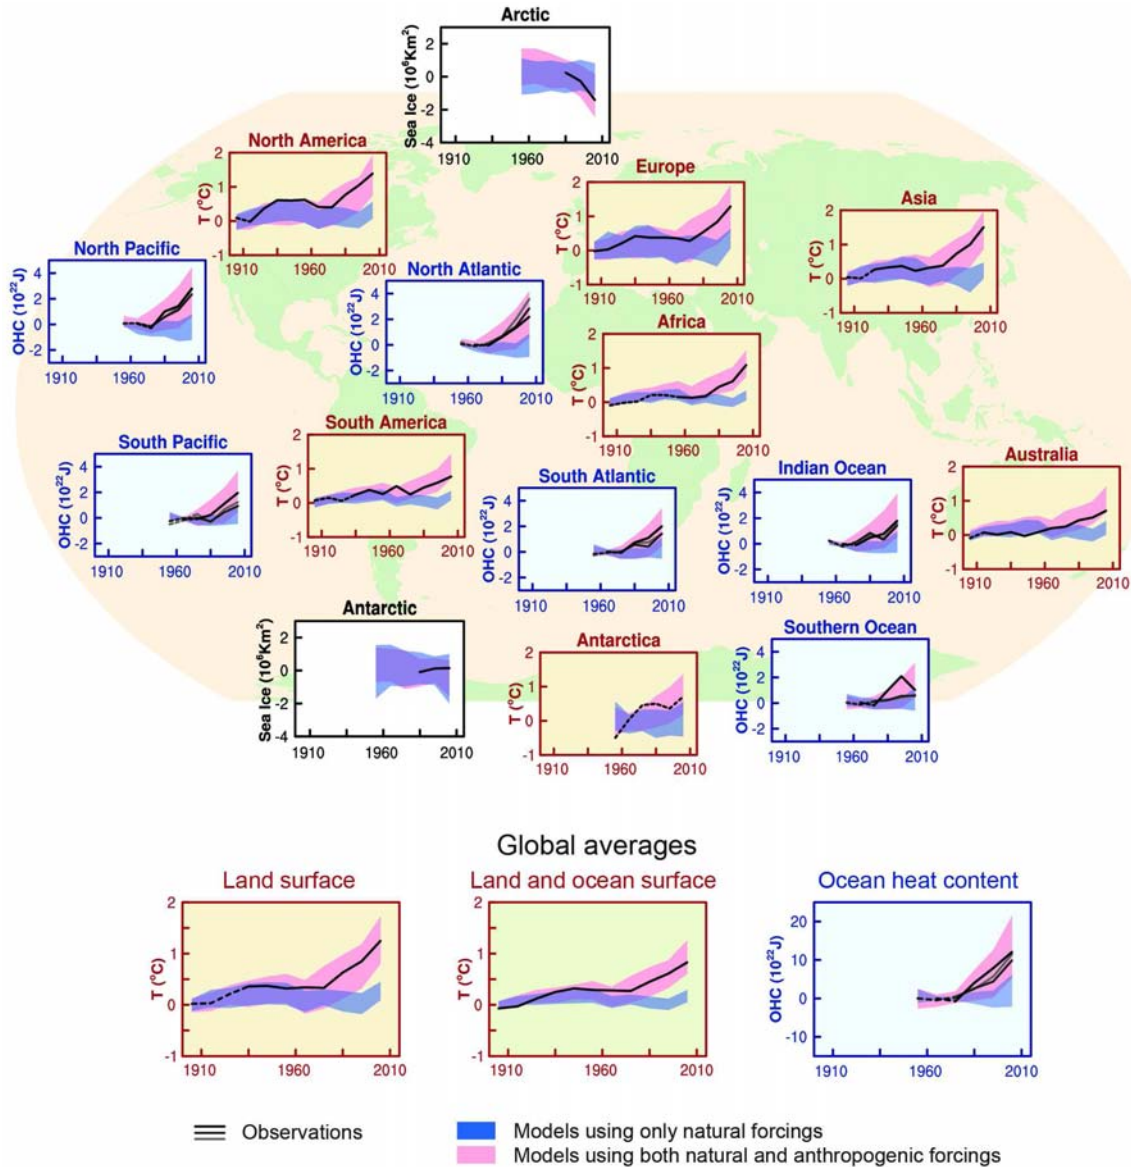 Arctic
Sea Ice (10⁶Km²)
2
0
-2
-4
1910 1960 2010
North America
T (°C)
2
1
0
-1
1910 1960 2010
Europe
T (°C)
2
1
0
-1
1910 1960 2010
Asia
T (°C)
2
1
0
-1
1910 1960 2010
North Pacific
OHC (10²²J)
4
2
0
-2
1910 1960 2010
North Atlantic
OHC (10²²J)
4
2
0
-2
1910 1960 2010
Africa
T (°C)
2
1
0
-1
1910 1960 2010
South America
T (°C)
2
1
0
-1
1910 1960 2010
South Pacific
OHC (10²²J)
4
2
0
-2
1910 1960 2010
South Atlantic
OHC (10²²J)
4
2
0
-2
1910 1960 2010
Indian Ocean
OHC (10²²J)
4
2
0
-2
1910 1960 2010
Australia
T (°C)
2
1
0
-1
1910 1960 2010
Antarctic
Sea Ice (10⁶Km²)
2
0
-2
-4
1910 1960 2010
Antarctica
T (°C)
2
1
0
-1
1910 1960 2010
Southern Ocean
OHC (10²²J)
4
2
0
-2
1910 1960 2010
Global averages
Land surface
T (°C)
2
1
0
-1
1910 1960 2010
Land and ocean surface
T (°C)
2
1
0
-1
1910 1960 2010
Ocean heat content
OHC (10²²J)
20
10
0
-10
1910 1960 2010
Observations
Models using only natural forcings
Models using both natural and anthropogenic forcings